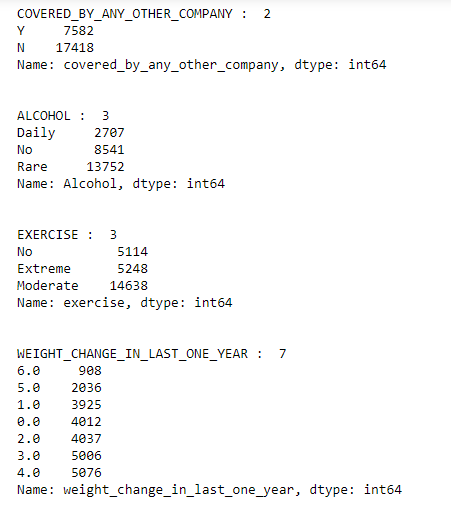 COVERED_BY_ANY_OTHER_COMPANY :  2
Y     7582
N    17418
Name: covered_by_any_other_company, dtype: int64
ALCOHOL :  3
Daily     2707
No        8541
Rare     13752
Name: Alcohol, dtype: int64
EXERCISE :  3
No           5114
Extreme      5248
Moderate    14638
Name: exercise, dtype: int64
WEIGHT_CHANGE_IN_LAST_ONE_YEAR :  7
6.0     908
5.0    2036
1.0    3925
0.0    4012
2.0    4037
3.0    5006
4.0    5076
Name: weight_change_in_last_one_year, dtype: int64